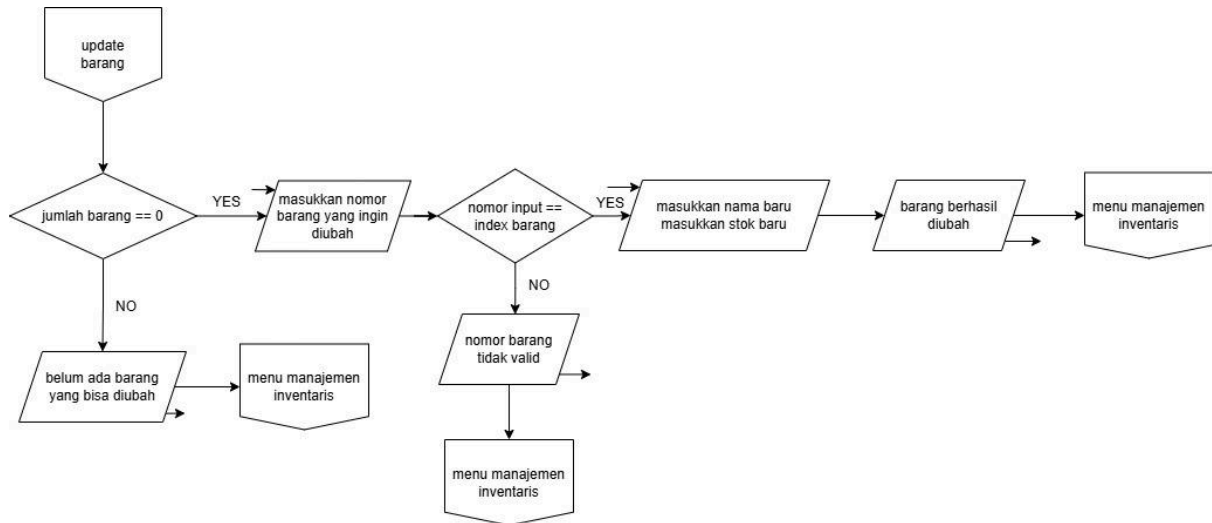 update
barang
jumlah barang == 0
YES
masukkan nomor
barang yang ingin
diubah
nomor input ==
index barang
YES
masukkan nama baru
masukkan stok baru
barang berhasil
diubah
menu manajemen
inventaris
NO
belum ada barang
yang bisa diubah
menu manajemen
inventaris
NO
nomor barang
tidak valid
menu manajemen
inventaris